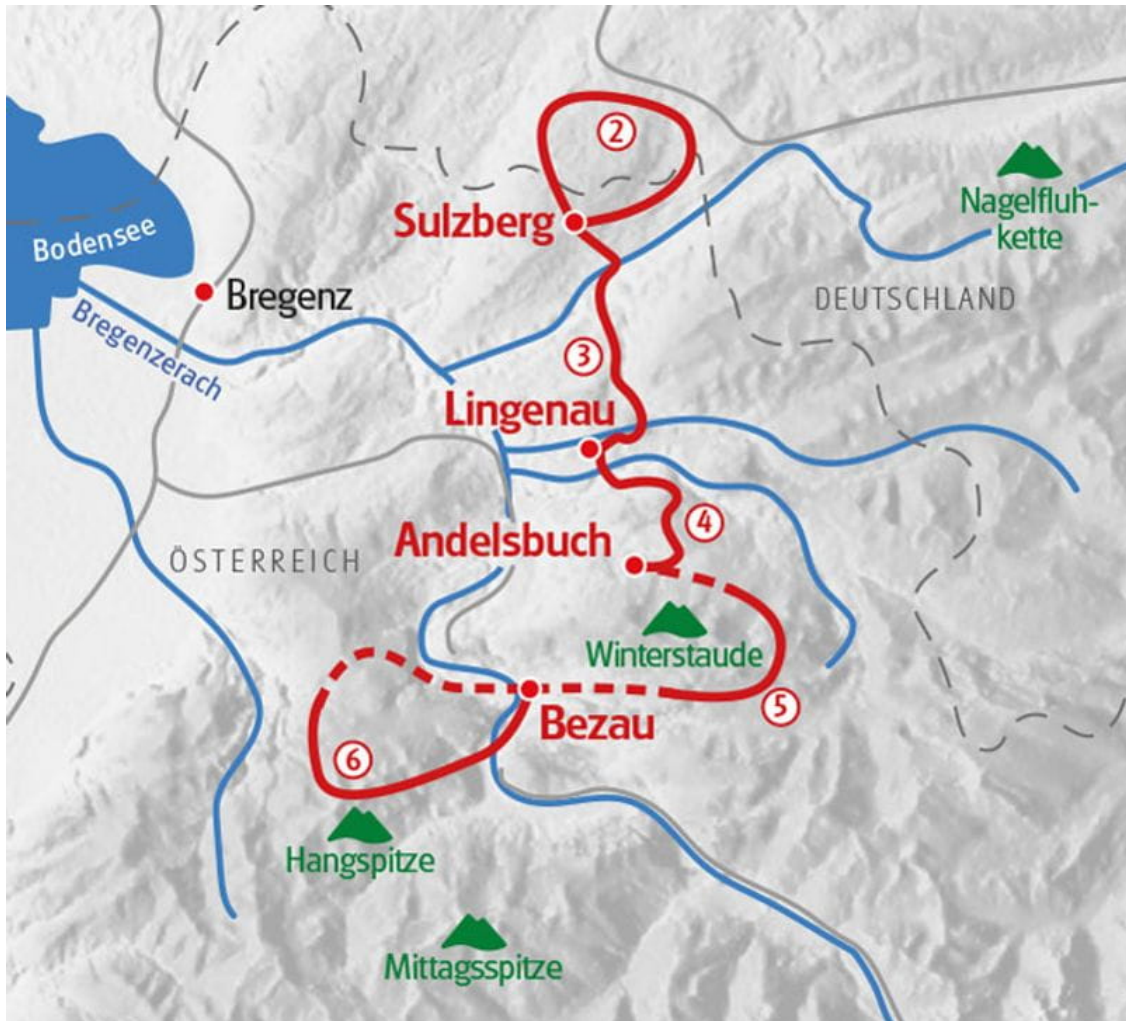 2
Nagelfluh-
kette
Sulzberg
Bodensee
Bregenz
DEUTSCHLAND
Bregenzerach
3
Lingenau
4
Andelsbuch
ÖSTERREICH
Winterstaude
5
Bezau
6
Hangspitze
Mittagsspitze